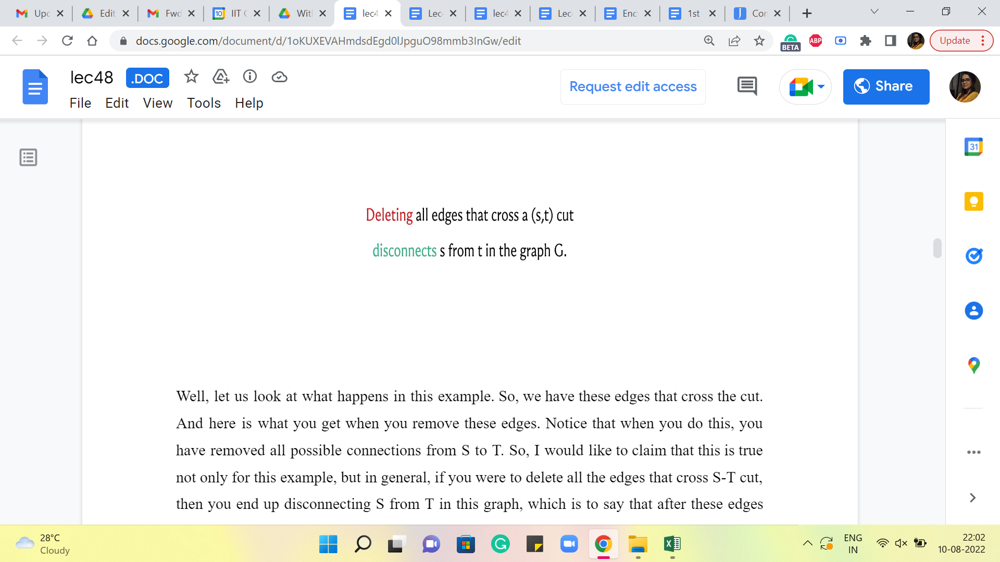 Upc Edit Fwd IIT ( Witl lec4 Lec lec4 Lec Enc 1st Con
docs.google.com/document/d/1oKUXEVAHmdsdEgd0lJpguO98mmb3InGw/edit
BETA ABP Update
lec48 .DOC
File Edit View Tools Help
Request edit access
Share
31
Deleting all edges that cross a (s,t) cut
disconnects s from t in the graph G.
Well, let us look at what happens in this example. So, we have these edges that cross the cut.
And here is what you get when you remove these edges. Notice that when you do this, you
have removed all possible connections from S to T. So, I would like to claim that this is true
not only for this example, but in general, if you were to delete all the edges that cross S-T cut,
then you end up disconnecting S from T in this graph, which is to say that after these edges
28°C
Cloudy
ENG
IN
22:02
10-08-2022